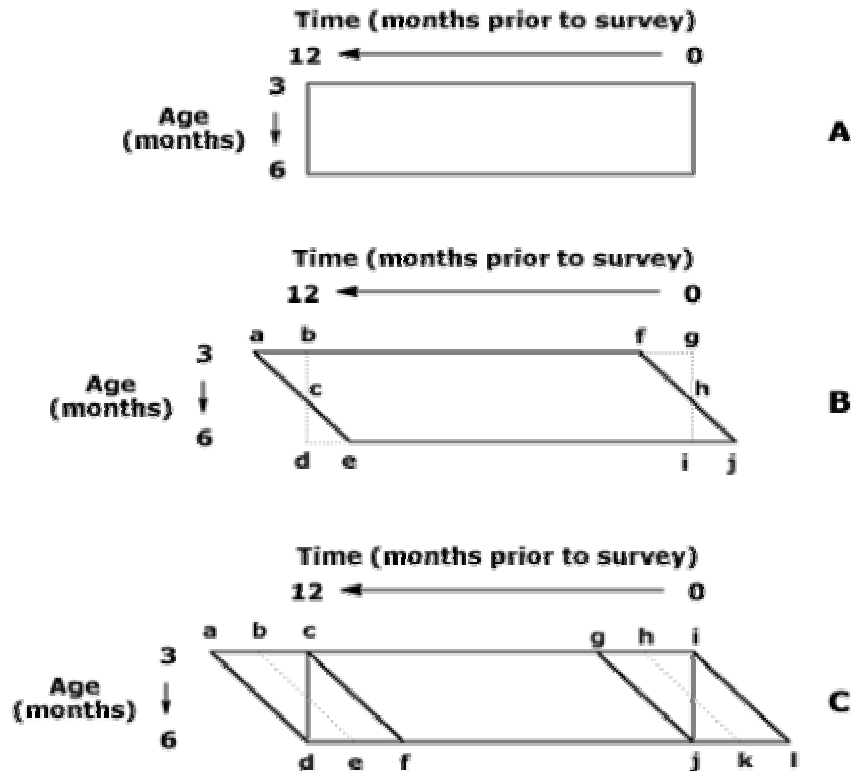 Time (months prior to survey)
12 0
3
Age
(months)
6
A
Time (months prior to survey)
12 0
a b f g
3
Age
(months)
c h
B
6
d e i j
Time (months prior to survey)
12 0
a b c g h i
3
Age
(months)
C
6
d e f j k l